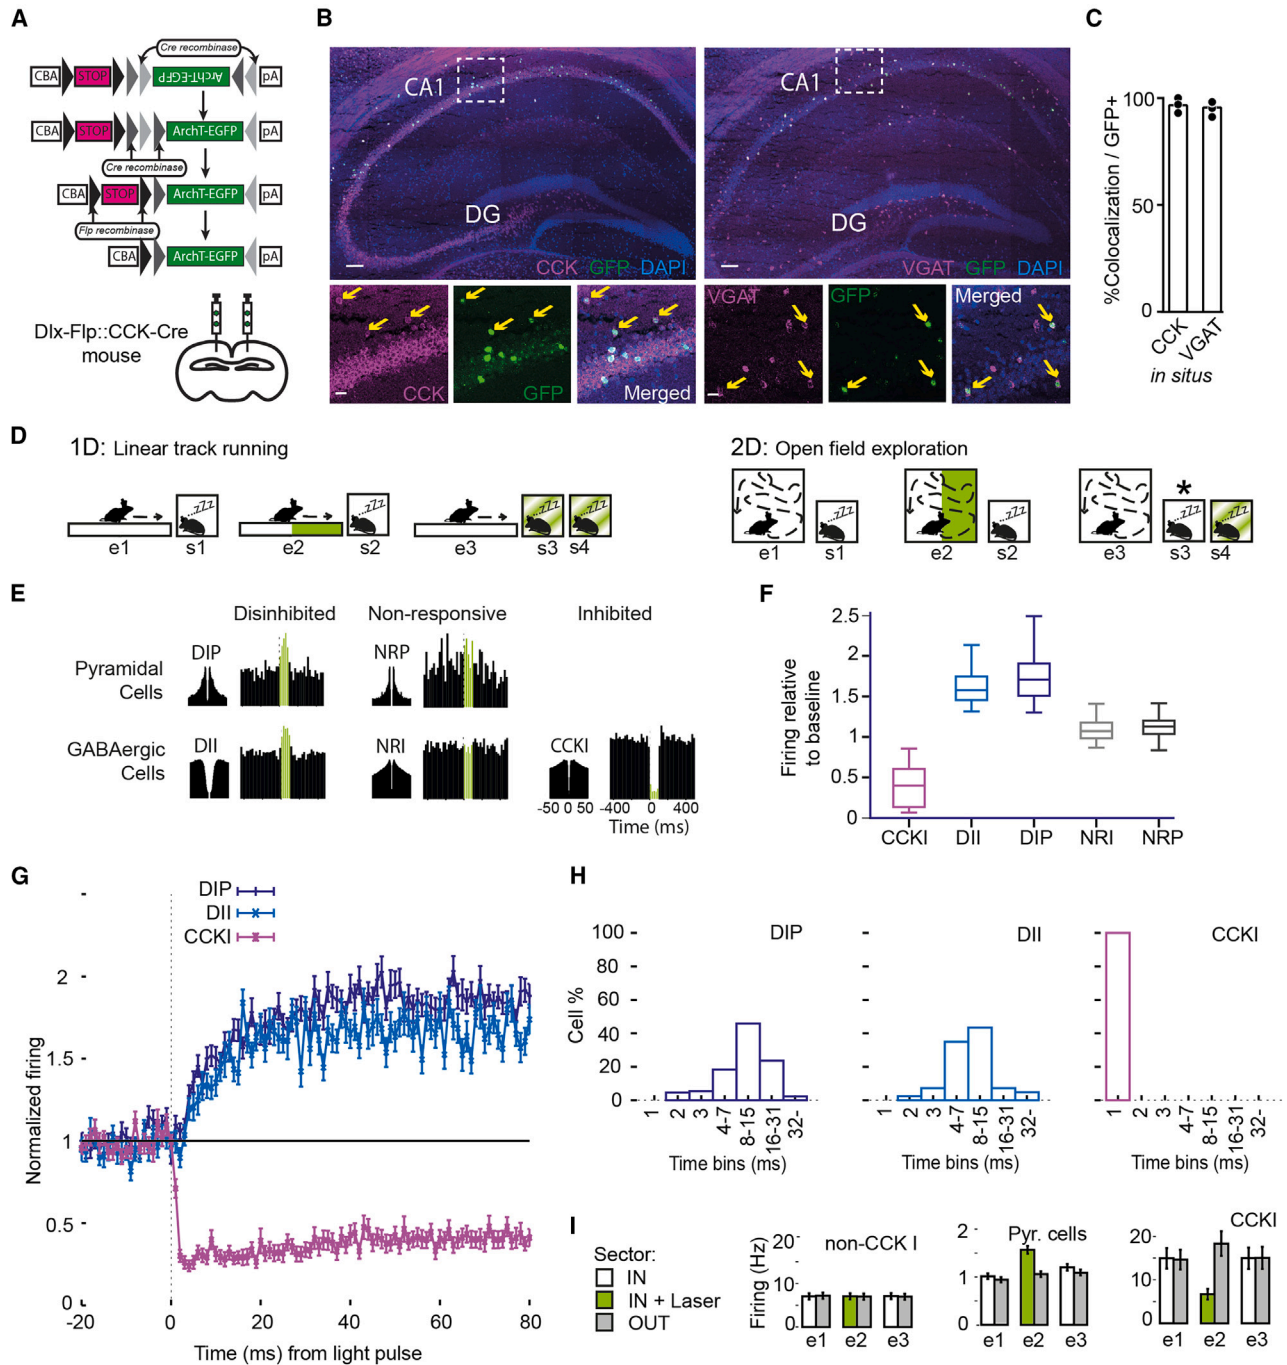 A
Cre recombinase
CBA STOP ArchT-EGFP pA
CBA STOP ArchT-EGFP pA
Cre recombinase
CBA STOP ArchT-EGFP pA
Flp recombinase
CBA ArchT-EGFP pA
Dlx-Flp::CCK-Cre
mouse
B
CA1
DG
CCK GFP DAPI
CA1
DG
VGAT GFP DAPI
CCK
GFP
Merged
VGAT
GFP
Merged
C
%Colocalization / GFP+
100
50
0
CCK
VGAT
in situs
D
1D: Linear track running
zZz
zZz
zZz
zZz
e1 s1 e2 s2 e3 s3 s4
2D: Open field exploration
*
zZz
zZz
zZz
zZz
e1 s1 e2 s2 e3 s3 s4
E
Disinhibited Non-responsive Inhibited
Pyramidal
Cells
DIP
NRP
GABAergic
Cells
DII
NRI
CCKI
-50 0 50 -400 0 400
Time (ms)
F
Firing relative
to baseline
2.5
2
1.5
1
0.5
0
CCKI DII DIP NRI NRP
G
DIP
DII
CCKI
Normalized firing
2
1.5
1
0.5
0
-20 0 20 40 60 80
Time (ms) from light pulse
H
Cell %
100
80
60
40
20
0
DIP
1 2 3 4-7 8-15 16-31 32-
Time bins (ms)
DII
1 2 3 4-7 8-15 16-31 32-
Time bins (ms)
CCKI
1 2 3 4-7 8-15 16-31 32-
Time bins (ms)
I
Sector:
IN
IN + Laser
OUT
Firing (Hz)
non-CCK I
20
10
0
e1 e2 e3
Pyr. cells
2
1
0
e1 e2 e3
CCKI
20
10
0
e1 e2 e3